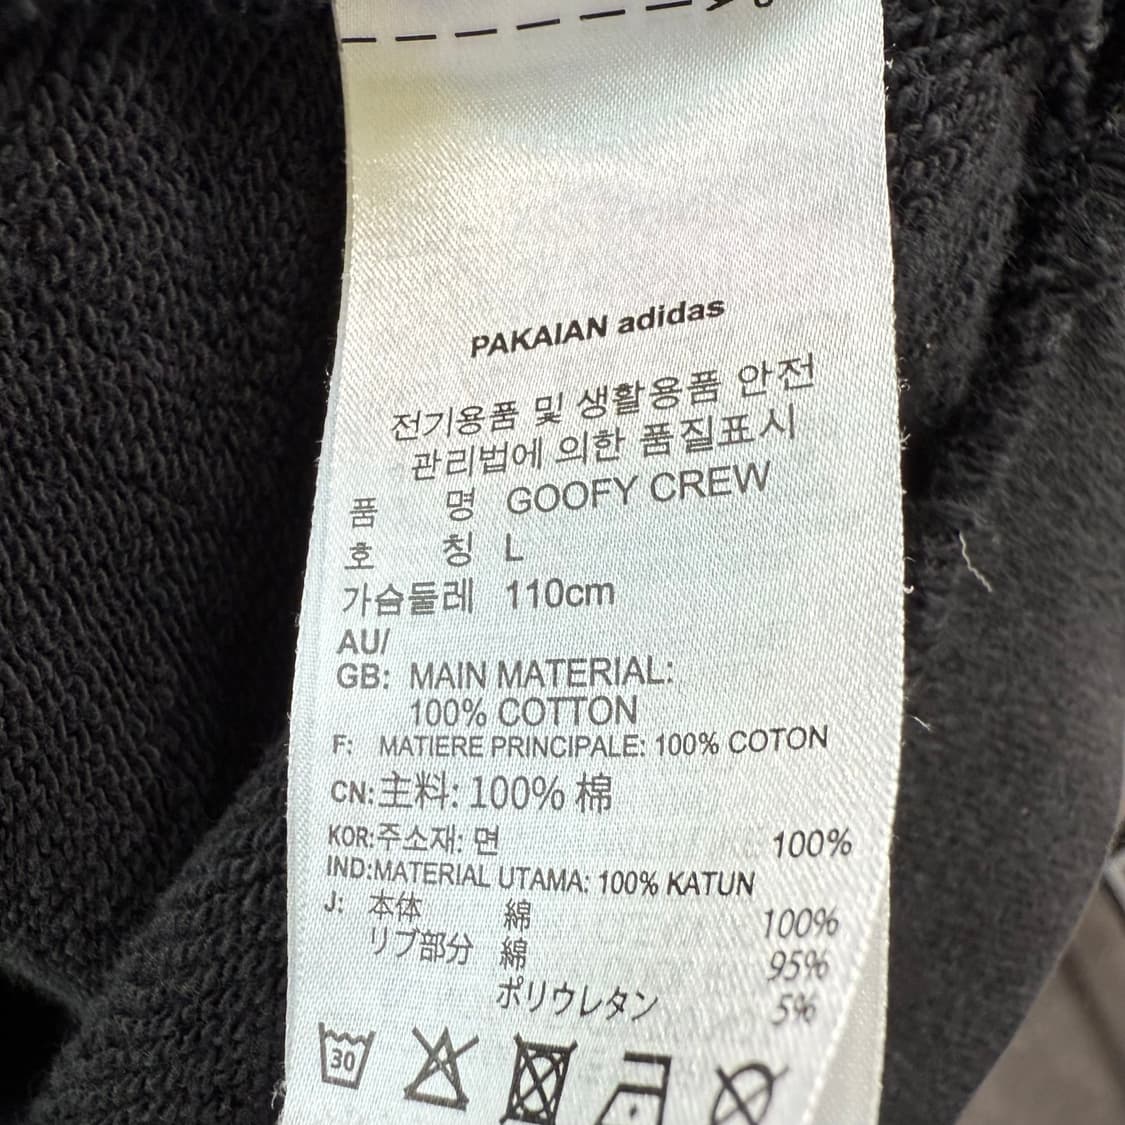 PAKAIAN adidas
전기용품 및 생활용품 안전
관리법에 의한 품질표시
품 명 GOOFY CREW
호 칭 L
가슴둘레 110cm
AU/
GB: MAIN MATERIAL:
100% COTTON
F: MATIERE PRINCIPALE: 100% COTON
CN:主料: 100% 棉
KOR:주소재: 면 100%
IND:MATERIAL UTAMA: 100% KATUN
J: 本体 綿 100%
リブ部分 綿 95%
ポリウレタン 5%
30